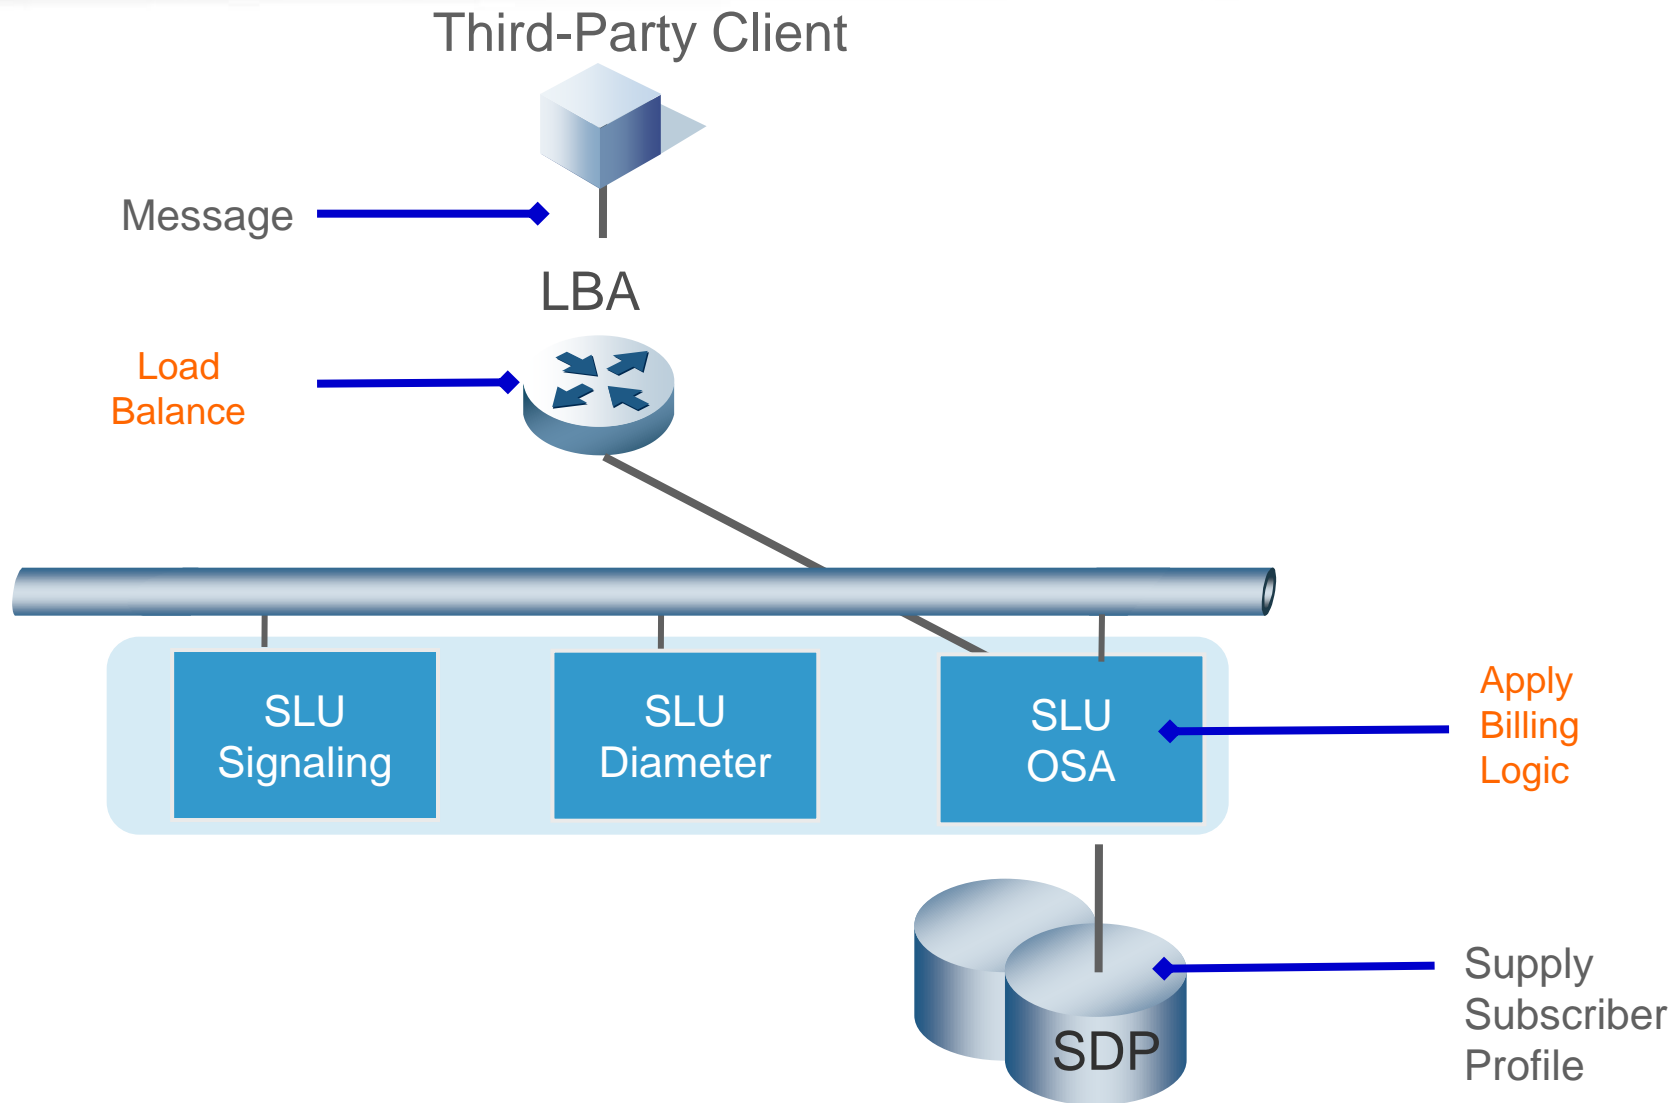 Third-Party Client
Message
LBA
Load
Balance
SLU
Signaling
SLU
Diameter
SLU
OSA
Apply
Billing
Logic
SDP
Supply
Subscriber
Profile